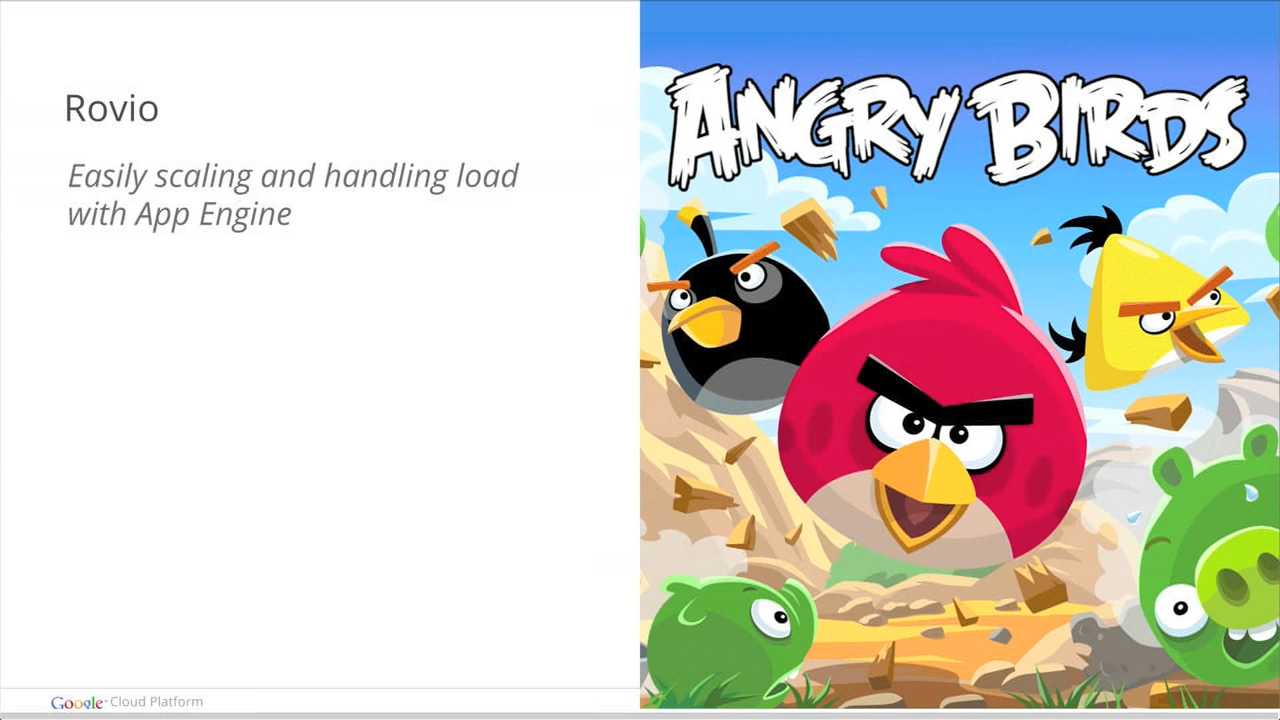 Rovio
Easily scaling and handling load
with App Engine
ANGRY BIRDS
Google Cloud Platform